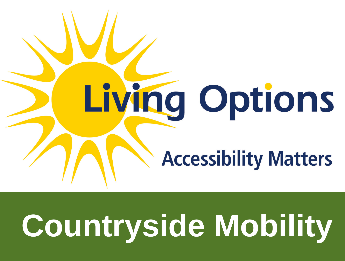 Living Options
Accessibility Matters
Countryside Mobility